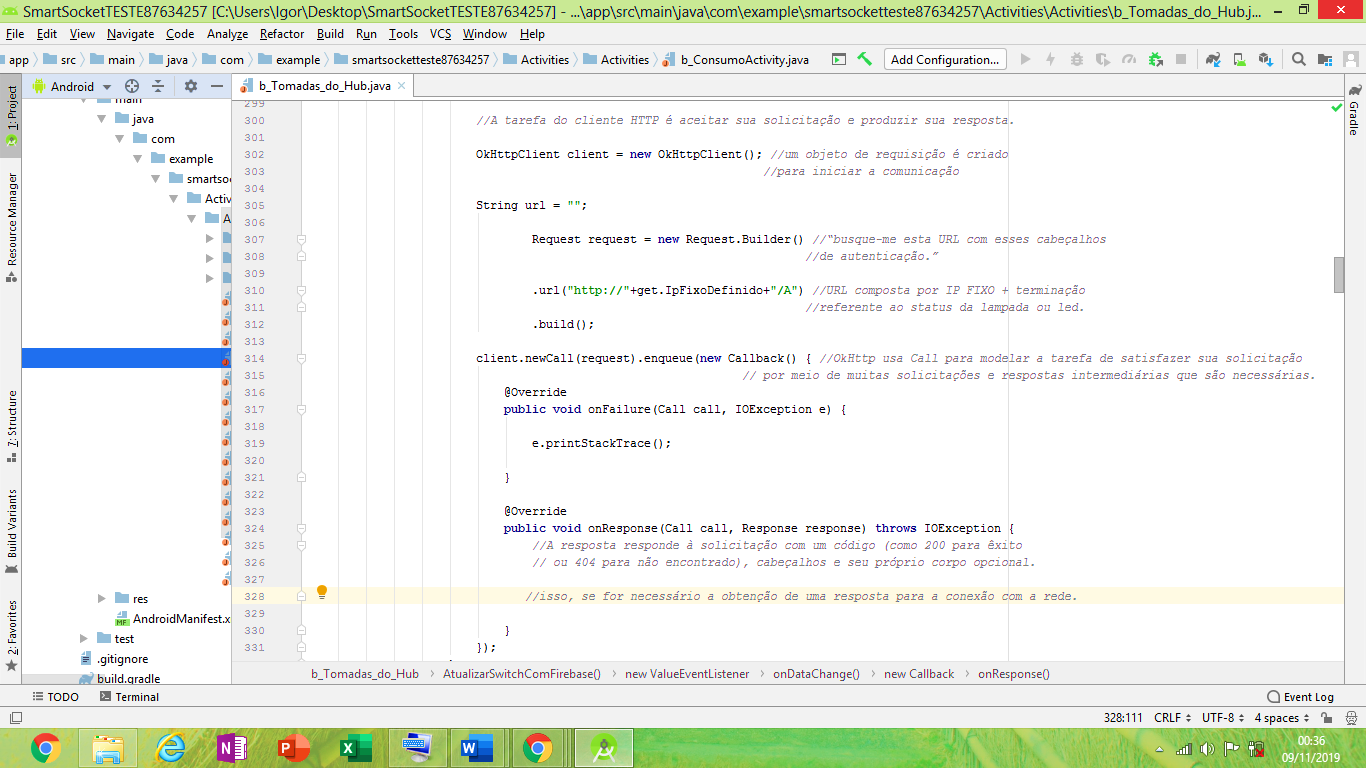 SmartSocketTESTE87634257 [C:\Users\Igor\Desktop\SmartSocketTESTE87634257] - ...\app\src\main\java\com\example\smartsocketteste87634257\Activities\Activities\b_Tomadas_do_Hub.j...
File Edit View Navigate Code Analyze Refactor Build Run Tools VCS Window Help
app src main java com example smartsocketteste87634257 Activities Activities b_ConsumoActivity.java Add Configuration...
Android b_Tomadas_do_Hub.java
1: Project
Resource Manager
7: Structure
Build Variants
2: Favorites
Gradle
main
java
com
example
smartso
Activ
A
res
AndroidManifest.x
test
.gitignore
build.gradle
299
300 //A tarefa do cliente HTTP é aceitar sua solicitação e produzir sua resposta.
301
302 OkHttpClient client = new OkHttpClient(); //um objeto de requisição é criado
303 //para iniciar a comunicação
304
305 String url = "";
306
307 Request request = new Request.Builder() //“busque-me esta URL com esses cabeçalhos
308 //de autenticação.”
309
310 .url("http://"+get.IpFixoDefinido+"/A") //URL composta por IP FIXO + terminação
311 //referente ao status da lampada ou led.
312 .build();
313
314 client.newCall(request).enqueue(new Callback() { //OkHttp usa Call para modelar a tarefa de satisfazer sua solicitação
315 // por meio de muitas solicitações e respostas intermediárias que são necessárias.
316 @Override
317 public void onFailure(Call call, IOException e) {
318
319 e.printStackTrace();
320
321 }
322
323 @Override
324 public void onResponse(Call call, Response response) throws IOException {
325 //A resposta responde à solicitação com um código (como 200 para êxito
326 // ou 404 para não encontrado), cabeçalhos e seu próprio corpo opcional.
327
328 //isso, se for necessário a obtenção de uma resposta para a conexão com a rede.
329
330 }
331 });
b_Tomadas_do_Hub AtualizarSwitchComFirebase() new ValueEventListener onDataChange() new Callback onResponse()
TODO Terminal Event Log
328:111 CRLF UTF-8 4 spaces
00:36
09/11/2019